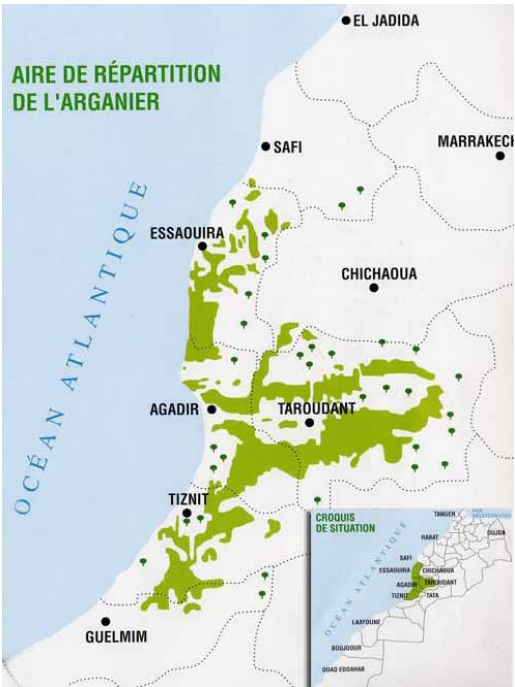 EL JADIDA
AIRE DE RÉPARTITION
DE L'ARGANIER
SAFI
MARRAKECH
ESSAOUIRA
OCÉAN ATLANTIQUE
CHICHAOUA
AGADIR
TAROUDANT
TIZNIT
GUELMIM
CROQUIS
DE SITUATION
TANGER
OUJDA
RABAT
SAFI
ESSAOUIRA
CHICHAOUA
AGADIR
TAROUDANT
TIZNIT
TATA
OCÉAN ATLANTIQUE
LAAYOUNE
BOUJDOUR
OUAD EDDAHAB